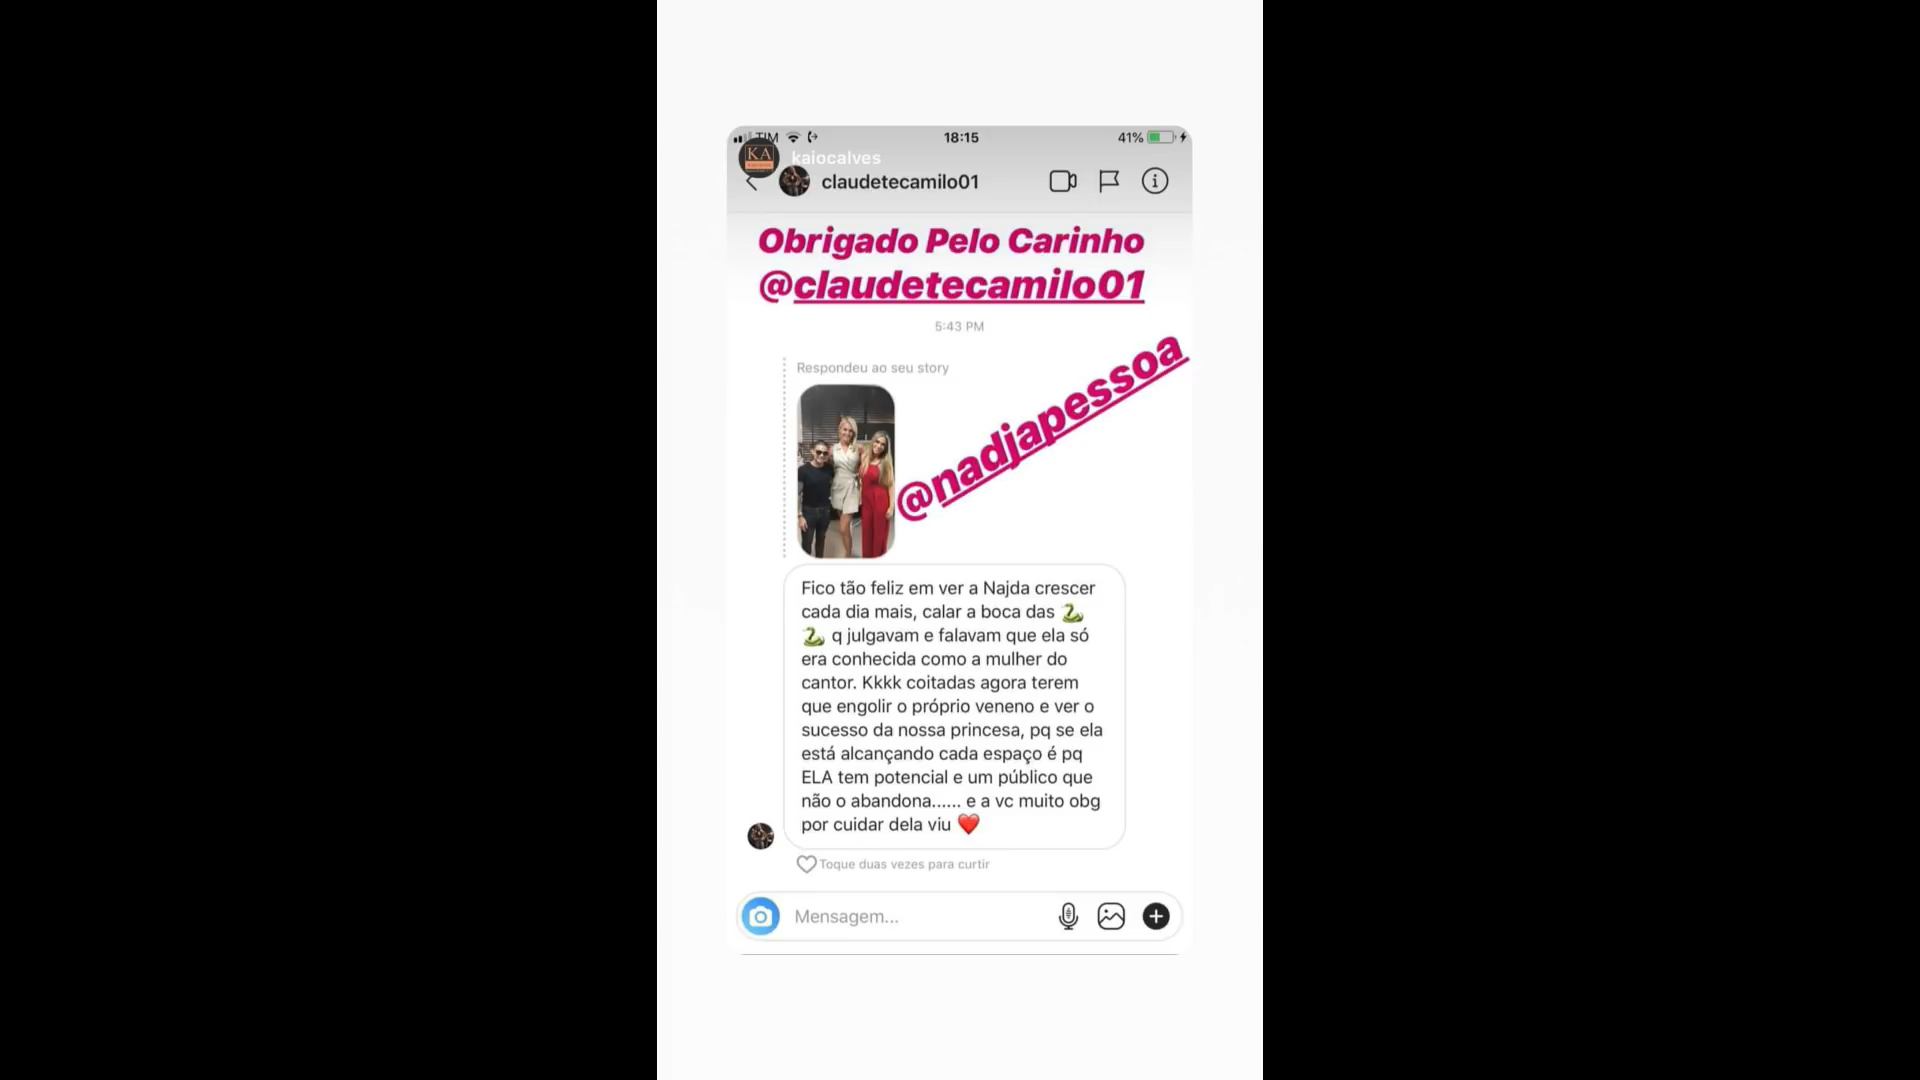 TIM
18:15
41%
KA
kaiocalves
claudetecamilo01
Obrigado Pelo Carinho
@claudetecamilo01
5:43 PM
Respondeu ao seu story
@nadjapessoa
Fico tão feliz em ver a Najda crescer
cada dia mais, calar a boca das 🐍
🐍 q julgavam e falavam que ela só
era conhecida como a mulher do
cantor. Kkkk coitadas agora terem
que engolir o próprio veneno e ver o
sucesso da nossa princesa, pq se ela
está alcançando cada espaço é pq
ELA tem potencial e um público que
não o abandona...... e a vc muito obg
por cuidar dela viu ❤️
Toque duas vezes para curtir
Mensagem...